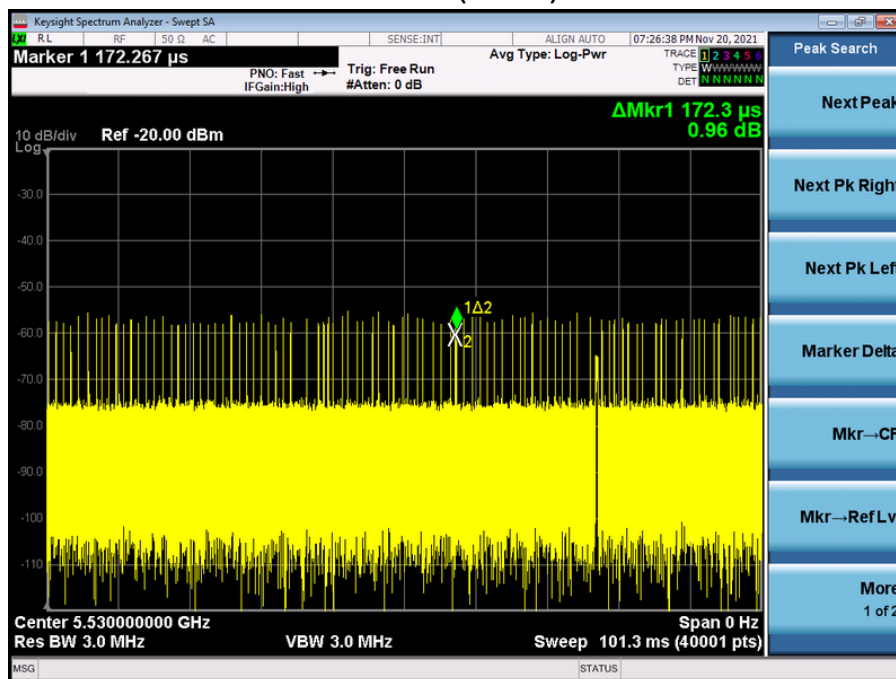 Keysight Spectrum Analyzer - Swept SA
LXI RL RF 50 Ω AC SENSE:INT ALIGN AUTO 07:26:38 PM Nov 20, 2021
Marker 1 172.267 µs
PNO: Fast
IFGain:High
Trig: Free Run
#Atten: 0 dB
Avg Type: Log-Pwr
TRACE 1 2 3 4 5 6
TYPE W
DET N N N N N N
Peak Search
ΔMkr1 172.3 µs
0.96 dB
10 dB/div Ref -20.00 dBm
Log
-30.0
-40.0
-50.0
-60.0
-70.0
-80.0
-90.0
-100
-110
1Δ2
2
Center 5.530000000 GHz
Span 0 Hz
Res BW 3.0 MHz
VBW 3.0 MHz
Sweep 101.3 ms (40001 pts)
Next Peak
Next Pk Right
Next Pk Left
Marker Delta
Mkr→CF
Mkr→Ref Lv
More
1 of 2
MSG
STATUS